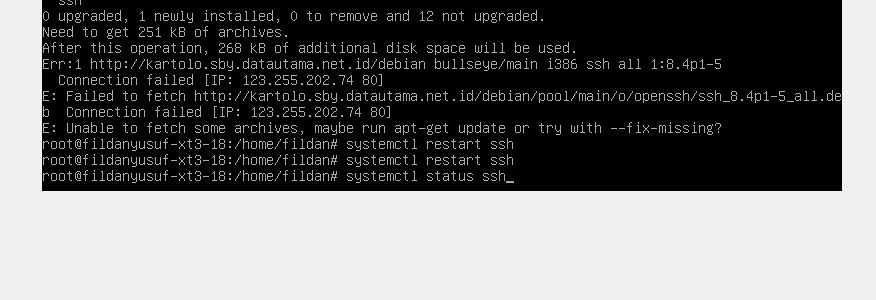 ssh
0 upgraded, 1 newly installed, 0 to remove and 12 not upgraded.
Need to get 251 kB of archives.
After this operation, 268 kB of additional disk space will be used.
Err:1 http://kartolo.sby.datautama.net.id/debian bullseye/main i386 ssh all 1:8.4p1-5
  Connection failed [IP: 123.255.202.74 80]
E: Failed to fetch http://kartolo.sby.datautama.net.id/debian/pool/main/o/openssh/ssh_8.4p1-5_all.de
b  Connection failed [IP: 123.255.202.74 80]
E: Unable to fetch some archives, maybe run apt-get update or try with --fix-missing?
root@fildanyusuf-xt3-18:/home/fildan# systemctl restart ssh
root@fildanyusuf-xt3-18:/home/fildan# systemctl restart ssh
root@fildanyusuf-xt3-18:/home/fildan# systemctl status ssh_